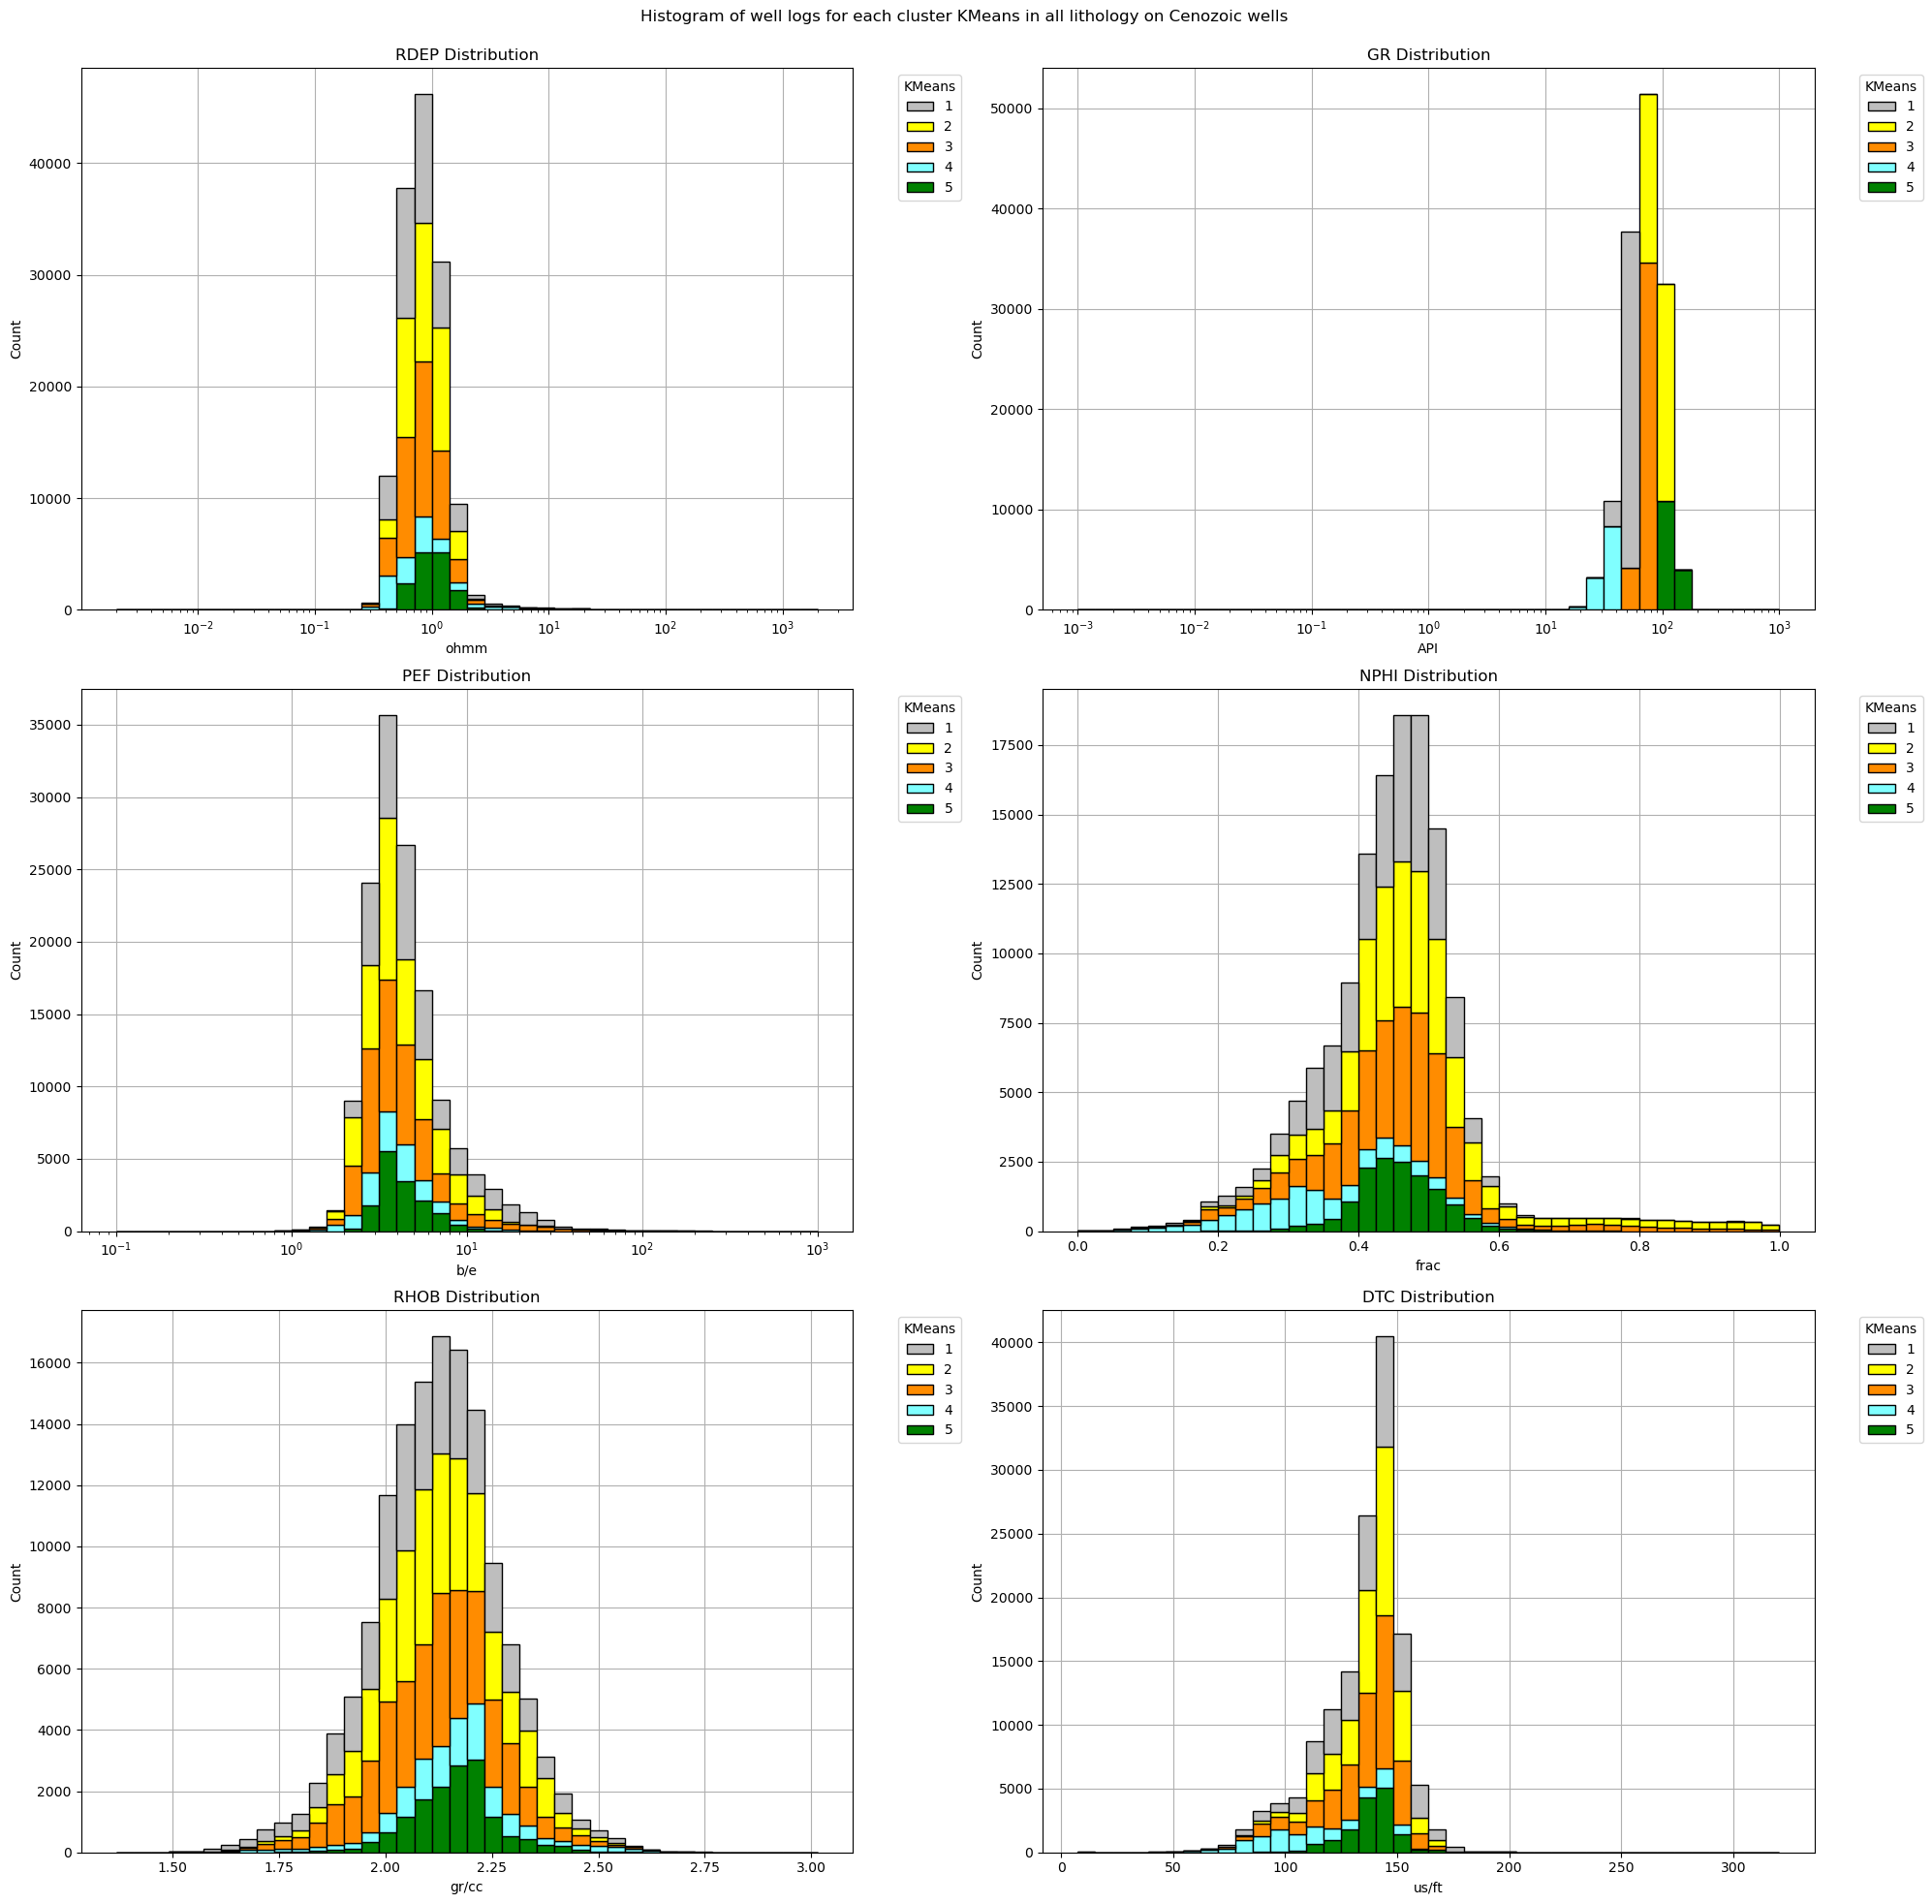 Histogram of well logs for each cluster KMeans in all lithology on Cenozoic wells
RDEP Distribution
Count
40000
30000
20000
10000
0
10⁻² 10⁻¹ 10⁰ 10¹ 10² 10³
ohmm
KMeans
1
2
3
4
5
GR Distribution
Count
50000
40000
30000
20000
10000
0
10⁻³ 10⁻² 10⁻¹ 10⁰ 10¹ 10² 10³
API
KMeans
1
2
3
4
5
PEF Distribution
Count
35000
30000
25000
20000
15000
10000
5000
0
10⁻¹ 10⁰ 10¹ 10² 10³
b/e
KMeans
1
2
3
4
5
NPHI Distribution
Count
17500
15000
12500
10000
7500
5000
2500
0
0.0 0.2 0.4 0.6 0.8 1.0
frac
KMeans
1
2
3
4
5
RHOB Distribution
Count
16000
14000
12000
10000
8000
6000
4000
2000
0
1.50 1.75 2.00 2.25 2.50 2.75 3.00
gr/cc
KMeans
1
2
3
4
5
DTC Distribution
Count
40000
35000
30000
25000
20000
15000
10000
5000
0
0 50 100 150 200 250 300
us/ft
KMeans
1
2
3
4
5